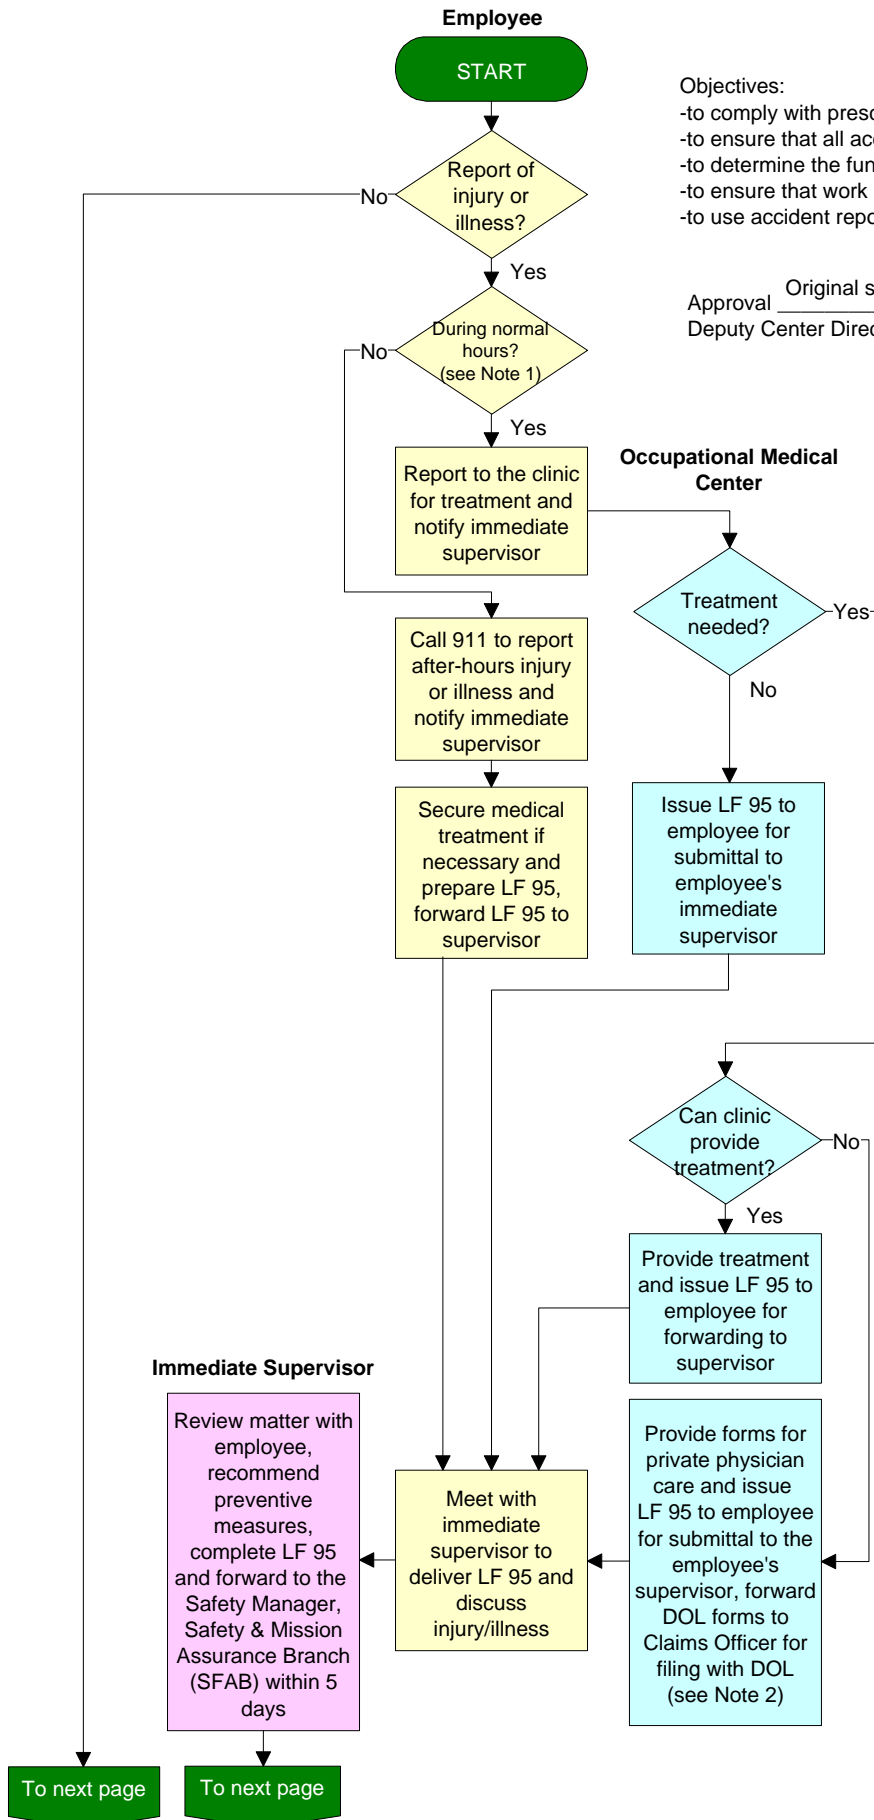 Employee
START
Objectives:
-to comply with
-to ensure that all
-to determine the
-to ensure that work
-to use accident
Report of
injury or
illness?
No
Yes
Original
Approval
Deputy Center
During normal
hours?
(see Note 1)
No
Yes
Report to the clinic
for treatment and
notify immediate
supervisor
Occupational Medical
Center
Treatment
needed?
Yes
No
Call 911 to report
after-hours injury
or illness and
notify immediate
supervisor
Secure medical
treatment if
necessary and
prepare LF 95,
forward LF 95 to
supervisor
Issue LF 95 to
employee for
submittal to
employee's
immediate
supervisor
Can clinic
provide
treatment?
No
Yes
Provide treatment
and issue LF 95 to
employee for
forwarding to
supervisor
Immediate Supervisor
Review matter with
employee,
recommend
preventive
measures,
complete LF 95
and forward to the
Safety Manager,
Safety & Mission
Assurance Branch
(SFAB) within 5
days
Meet with
immediate
supervisor to
deliver LF 95 and
discuss
injury/illness
Provide forms for
private physician
care and issue
LF 95 to employee
for submittal to the
employee's
supervisor, forward
DOL forms to
Claims Officer for
filing with DOL
(see Note 2)
To next page
To next page